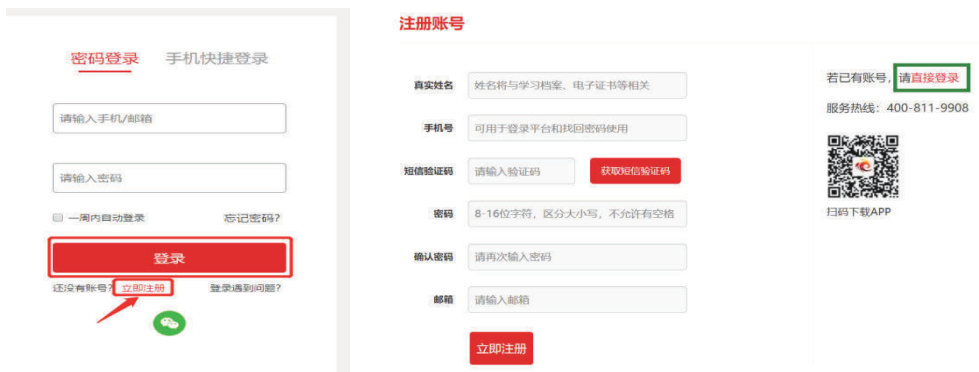 密码登录 手机快捷登录
请输入手机/邮箱
请输入密码
一周内自动登录 忘记密码?
登录
还没有账号? 立即注册 登录遇到问题?
注册账号
真实姓名 姓名将与学习档案、电子证书等相关
手机号 可用于登录平台和找回密码使用
短信验证码 请输入验证码 获取短信验证码
密码 8-16位字符，区分大小写，不允许有空格
确认密码 请再次输入密码
邮箱 请输入邮箱
立即注册
若已有账号，请直接登录
服务热线：400-811-9908
扫码下载APP